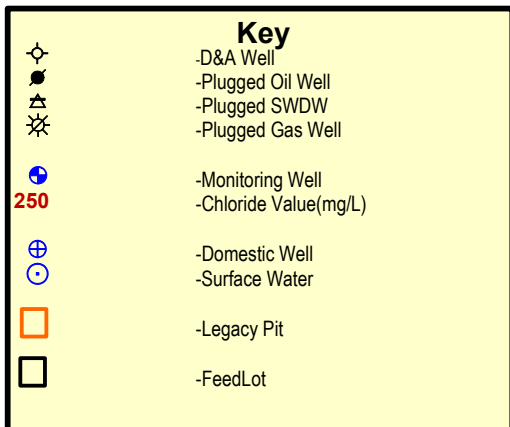 Key
-D&A Well
-Plugged Oil Well
-Plugged SWDW
-Plugged Gas Well
-Monitoring Well
250 -Chloride Value(mg/L)
-Domestic Well
-Surface Water
-Legacy Pit
-FeedLot